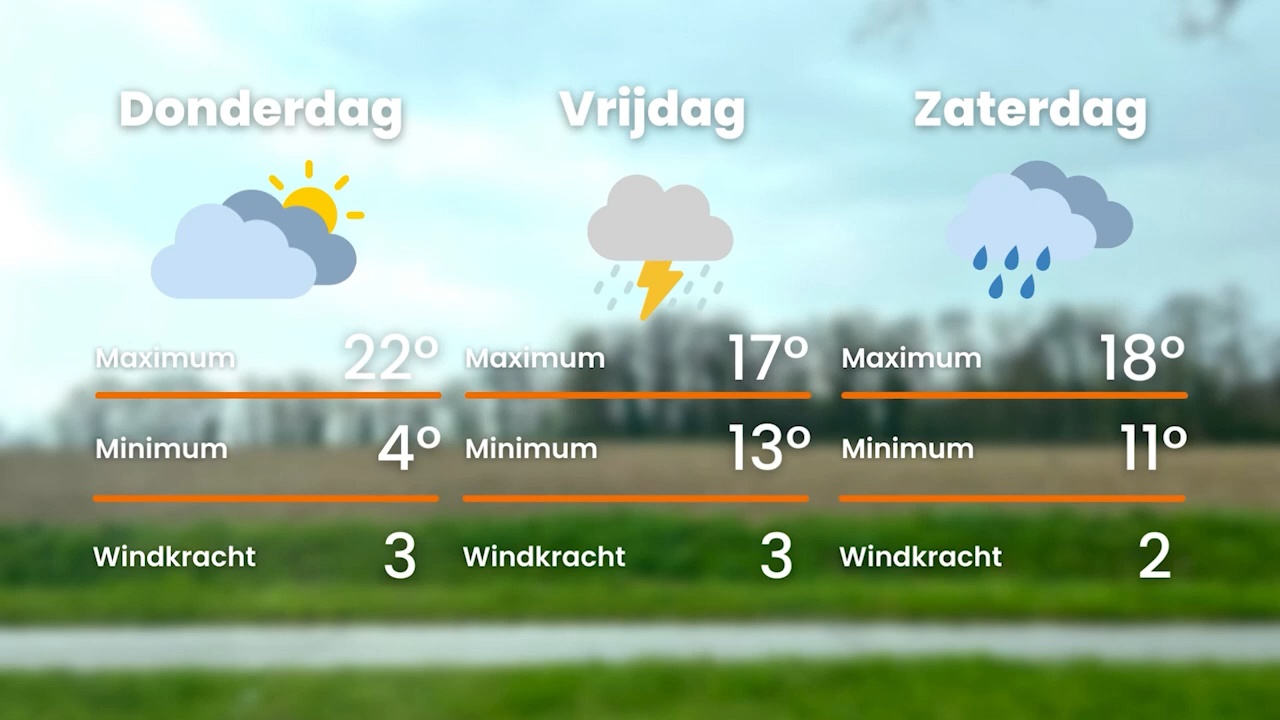 Donderdag
Vrijdag
Zaterdag
Maximum 22°
Maximum 17°
Maximum 18°
Minimum 4°
Minimum 13°
Minimum 11°
Windkracht 3
Windkracht 3
Windkracht 2